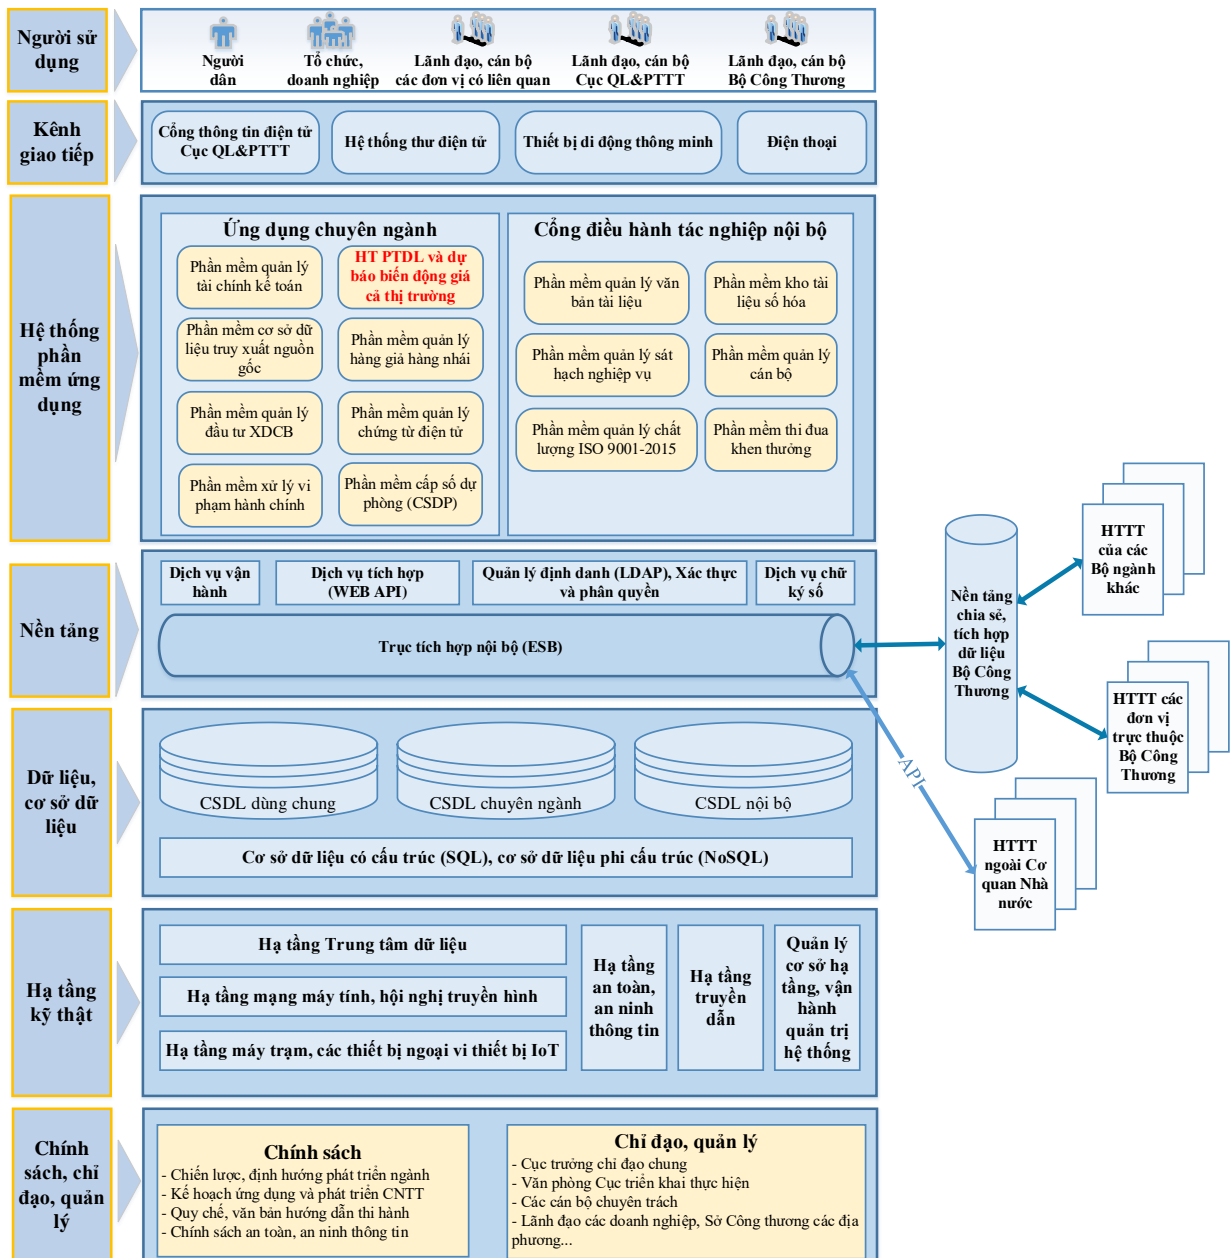 Người sử
dụng
Người
dân
Tổ chức,
doanh nghiệp
Lãnh đạo, cán bộ
các đơn vị có liên quan
Lãnh đạo, cán bộ
Cục QL&PTTT
Lãnh đạo, cán bộ
Bộ Công Thương
Kênh
giao tiếp
Cổng thông tin điện tử
Cục QL&PTTT
Hệ thống thư điện tử
Thiết bị di động thông minh
Điện thoại
Hệ thống
phần
mềm ứng
dụng
Ứng dụng chuyên ngành
Phần mềm quản lý
tài chính kế toán
HT PTDL và dự
báo biến động giá
cả thị trường
Phần mềm cơ sở dữ
liệu truy xuất nguồn
gốc
Phần mềm quản lý
hàng giả hàng nhái
Phần mềm quản lý
đầu tư XDCB
Phần mềm quản lý
chứng từ điện tử
Phần mềm xử lý vi
phạm hành chính
Phần mềm cấp số dự
phòng (CSDP)
Cổng điều hành tác nghiệp nội bộ
Phần mềm quản lý văn
bản tài liệu
Phần mềm kho tài
liệu số hóa
Phần mềm quản lý sát
hạch nghiệp vụ
Phần mềm quản lý
cán bộ
Phần mềm quản lý chất
lượng ISO 9001-2015
Phần mềm thi đua
khen thưởng
Nền tảng
Dịch vụ vận
hành
Dịch vụ tích hợp
(WEB API)
Quản lý định danh (LDAP), Xác thực
và phân quyền
Dịch vụ chữ
ký số
Trục tích hợp nội bộ (ESB)
Nền tảng
chia sẻ,
tích hợp
dữ liệu
Bộ Công
Thương
HTTT
của các
Bộ ngành
khác
HTTT các
đơn vị
trực thuộc
Bộ Công
Thương
API
HTTT
ngoài Cơ
quan Nhà
nước
Dữ liệu,
cơ sở dữ
liệu
CSDL dùng chung
CSDL chuyên ngành
CSDL nội bộ
Cơ sở dữ liệu có cấu trúc (SQL), cơ sở dữ liệu phi cấu trúc (NoSQL)
Hạ tầng
kỹ thật
Hạ tầng Trung tâm dữ liệu
Hạ tầng mạng máy tính, hội nghị truyền hình
Hạ tầng máy trạm, các thiết bị ngoại vi thiết bị IoT
Hạ tầng
an toàn,
an ninh
thông tin
Hạ tầng
truyền
dẫn
Quản lý
cơ sở hạ
tầng, vận
hành
quản trị
hệ thống
Chính
sách, chỉ
đạo, quản
lý
Chính sách
- Chiến lược, định hướng phát triển ngành
- Kế hoạch ứng dụng và phát triển CNTT
- Quy chế, văn bản hướng dẫn thi hành
- Chính sách an toàn, an ninh thông tin
Chỉ đạo, quản lý
- Cục trưởng chỉ đạo chung
- Văn phòng Cục triển khai thực hiện
- Các cán bộ chuyên trách
- Lãnh đạo các doanh nghiệp, Sở Công thương các địa
phương...